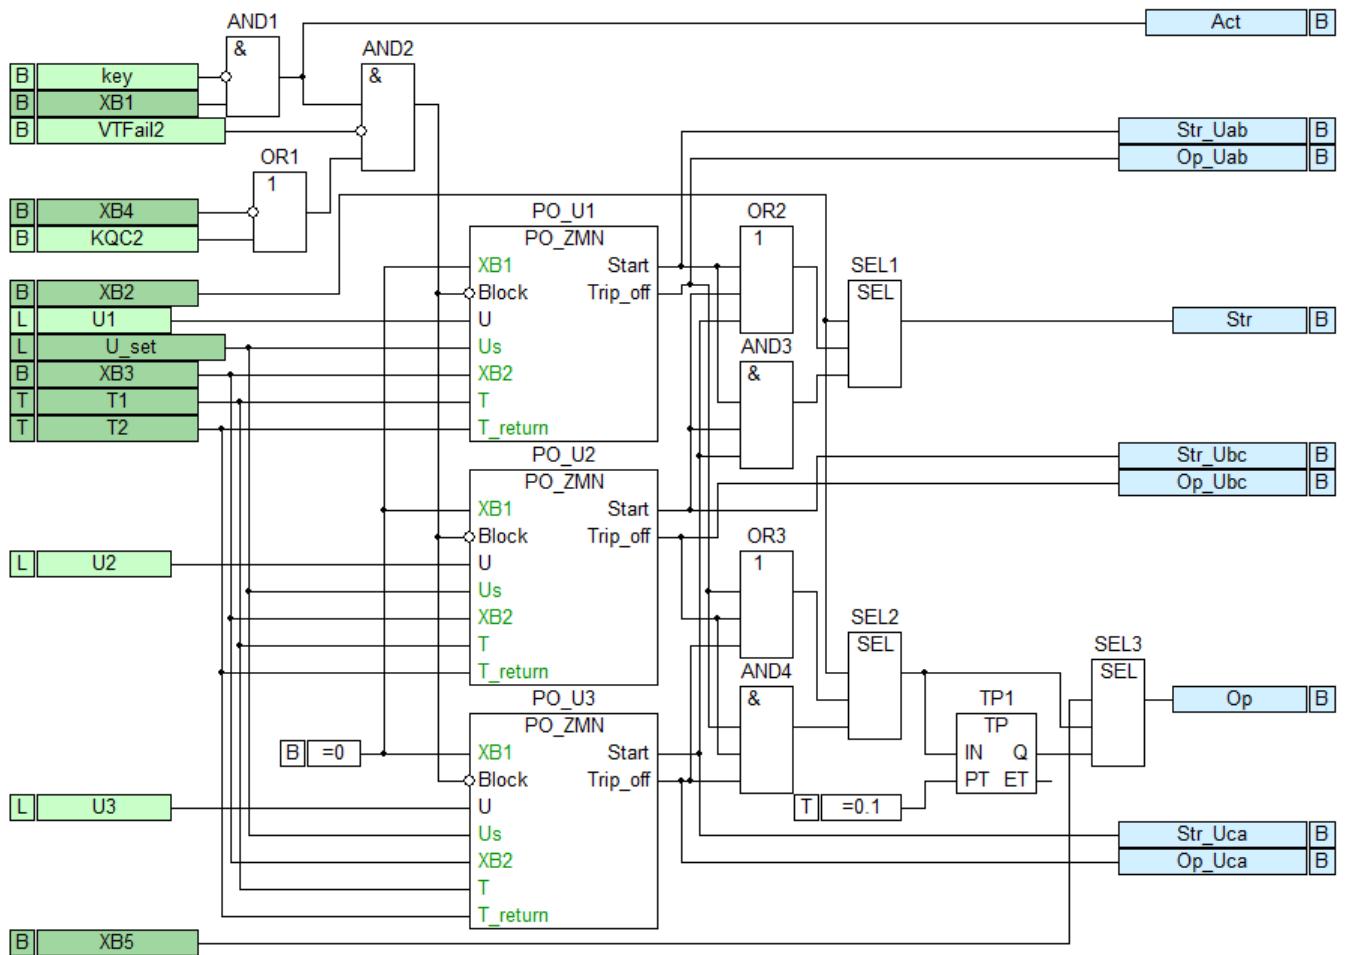 AND1
Act B
&
AND2
B key
&
B XB1
B VTFail2
Str_Uab B
OR1
Op_Uab B
1
B XB4
PO_U1
OR2
B KQC2
PO_ZMN
1
XB1
Start
SEL1
B XB2
Block
Trip_off
SEL
L U1
U
Str B
L U_set
Us
AND3
B XB3
XB2
&
T T1
T
T T2
T_return
PO_U2
Str_Ubc B
PO_ZMN
Op_Ubc B
XB1
Start
Block
Trip_off
OR3
L U2
U
1
Us
XB2
SEL2
T
SEL
SEL3
T_return
AND4
SEL
PO_U3
&
TP1
Op B
PO_ZMN
TP
B =0
XB1
Start
IN Q
Block
Trip_off
PT ET
L U3
U
T =0.1
Us
Str_Uca B
XB2
Op_Uca B
T
T_return
B XB5